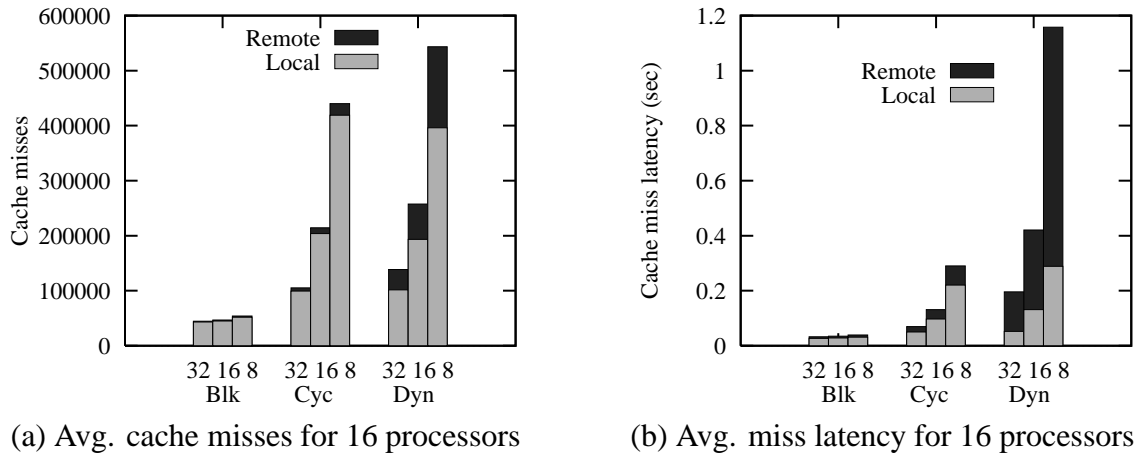 600000
500000
400000
300000
200000
100000
0
Cache misses
Remote
Local
32 16 8
Blk
32 16 8
Cyc
32 16 8
Dyn
(a) Avg. cache misses for 16 processors
1.2
1
0.8
0.6
0.4
0.2
0
Cache miss latency (sec)
Remote
Local
32 16 8
Blk
32 16 8
Cyc
32 16 8
Dyn
(b) Avg. miss latency for 16 processors